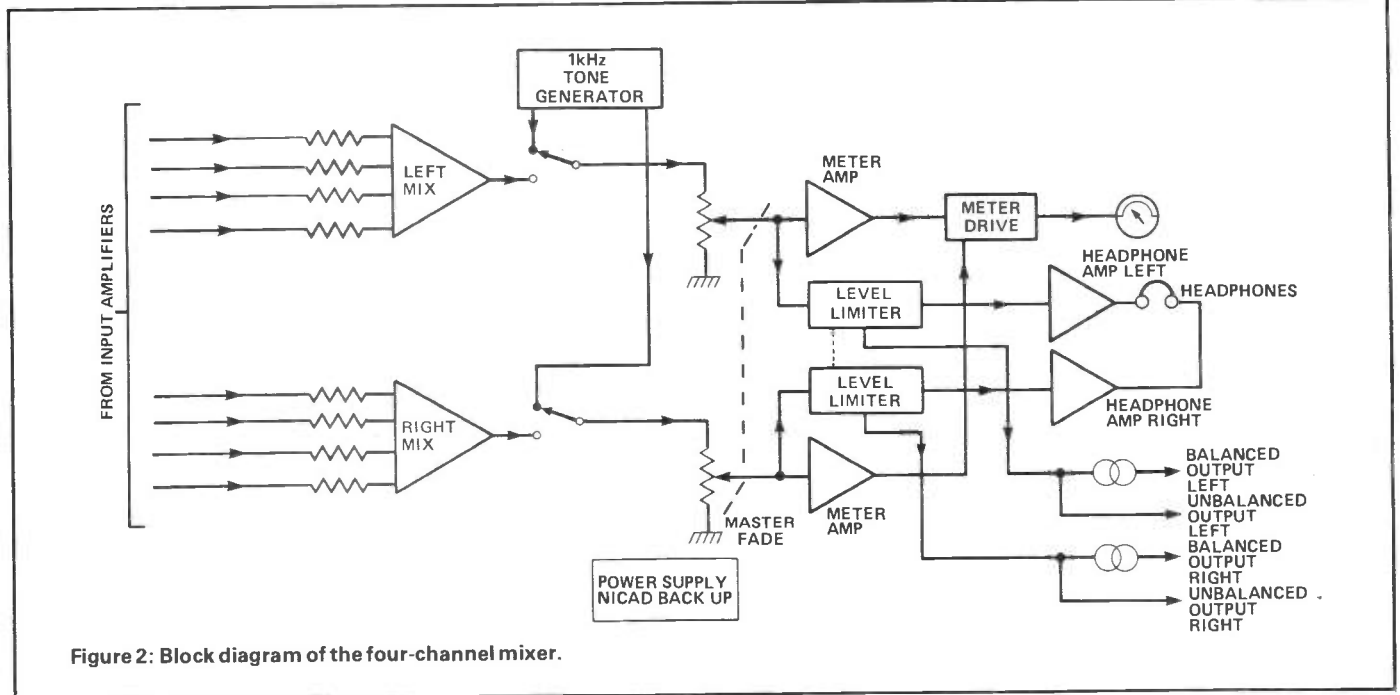 1kHz
TONE
GENERATOR
FROM INPUT AMPLIFIERS
LEFT
MIX
METER
AMP
METER
DRIVE
HEADPHONE
AMP LEFT
HEADPHONES
LEVEL
LIMITER
LEVEL
LIMITER
HEADPHONE
AMP RIGHT
RIGHT
MIX
MASTER
FADE
METER
AMP
BALANCED
OUTPUT
LEFT
UNBALANCED
OUTPUT
LEFT
BALANCED
OUTPUT
RIGHT
UNBALANCED
OUTPUT
RIGHT
POWER SUPPLY
NICAD BACK UP
Figure 2: Block diagram of the four-channel mixer.